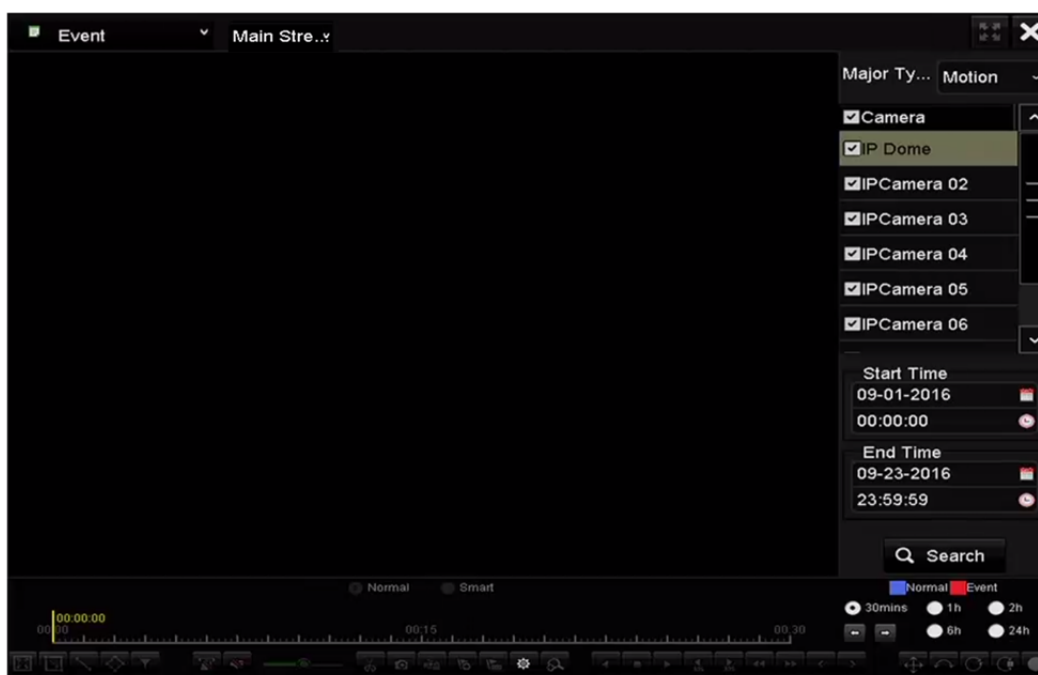 Event
Main Stre..
Major Ty... Motion
Camera
IP Dome
IPCamera 02
IPCamera 03
IPCamera 04
IPCamera 05
IPCamera 06
Start Time
09-01-2016
00:00:00
End Time
09-23-2016
23:59:59
Search
Normal Smart
Normal Event
00:00:00
00:00 00:15 00:30
30mins 1h 2h
6h 24h